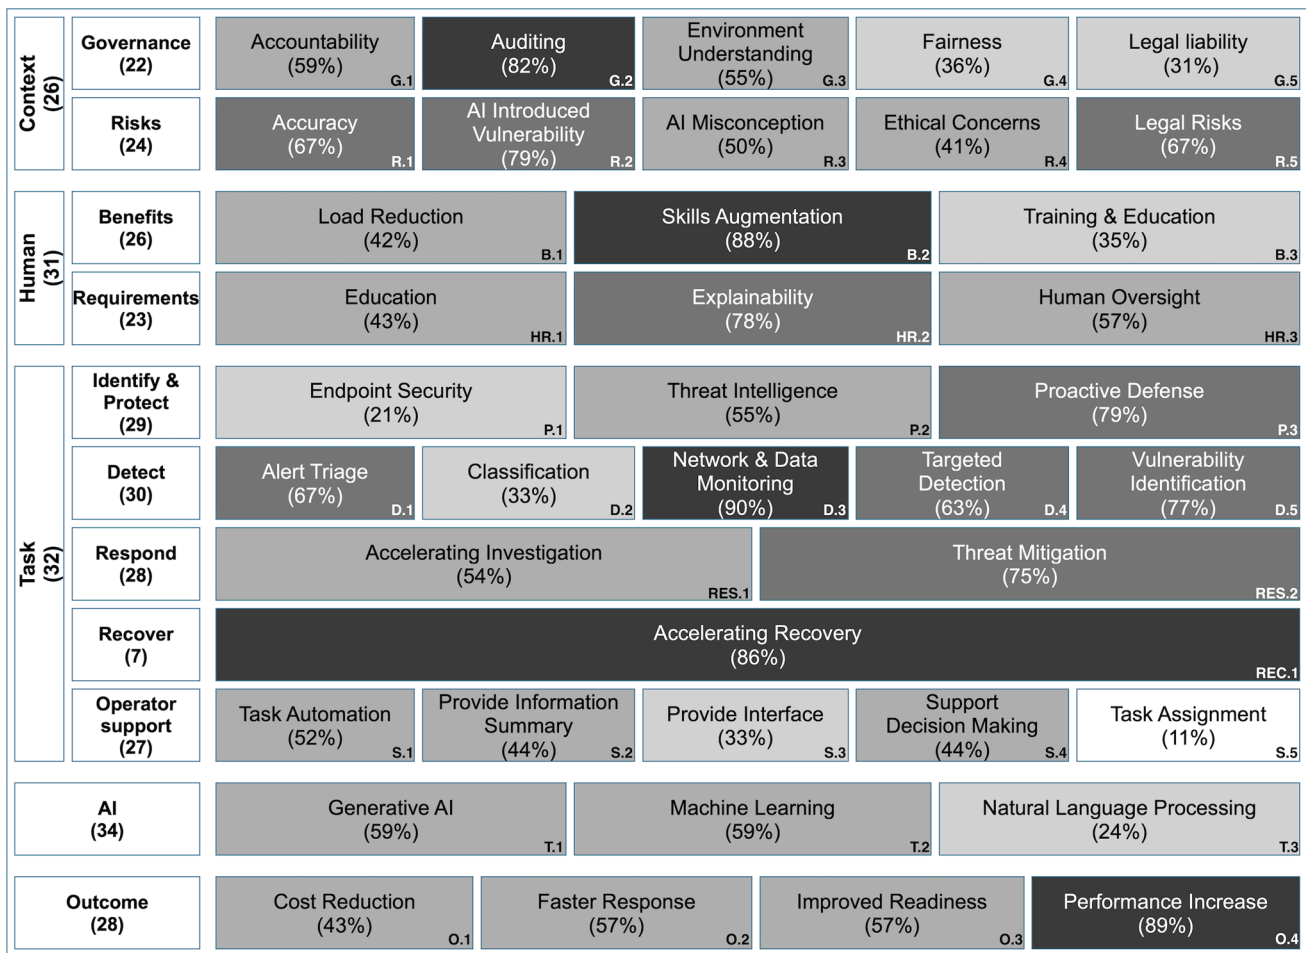 Context
(26)
Governance
(22)
Accountability
(59%)
G.1
Auditing
(82%)
G.2
Environment
Understanding
(55%)
G.3
Fairness
(36%)
G.4
Legal liability
(31%)
G.5
Risks
(24)
Accuracy
(67%)
R.1
AI Introduced
Vulnerability
(79%)
R.2
AI Misconception
(50%)
R.3
Ethical Concerns
(41%)
R.4
Legal Risks
(67%)
R.5
Human
(31)
Benefits
(26)
Load Reduction
(42%)
B.1
Skills Augmentation
(88%)
B.2
Training & Education
(35%)
B.3
Requirements
(23)
Education
(43%)
HR.1
Explainability
(78%)
HR.2
Human Oversight
(57%)
HR.3
Task
(32)
Identify &
Protect
(29)
Endpoint Security
(21%)
P.1
Threat Intelligence
(55%)
P.2
Proactive Defense
(79%)
P.3
Detect
(30)
Alert Triage
(67%)
D.1
Classification
(33%)
D.2
Network & Data
Monitoring
(90%)
D.3
Targeted
Detection
(63%)
D.4
Vulnerability
Identification
(77%)
D.5
Respond
(28)
Accelerating Investigation
(54%)
RES.1
Threat Mitigation
(75%)
RES.2
Recover
(7)
Accelerating Recovery
(86%)
REC.1
Operator
support
(27)
Task Automation
(52%)
S.1
Provide Information
Summary
(44%)
S.2
Provide Interface
(33%)
S.3
Support
Decision Making
(44%)
S.4
Task Assignment
(11%)
S.5
AI
(34)
Generative AI
(59%)
T.1
Machine Learning
(59%)
T.2
Natural Language Processing
(24%)
T.3
Outcome
(28)
Cost Reduction
(43%)
O.1
Faster Response
(57%)
O.2
Improved Readiness
(57%)
O.3
Performance Increase
(89%)
O.4